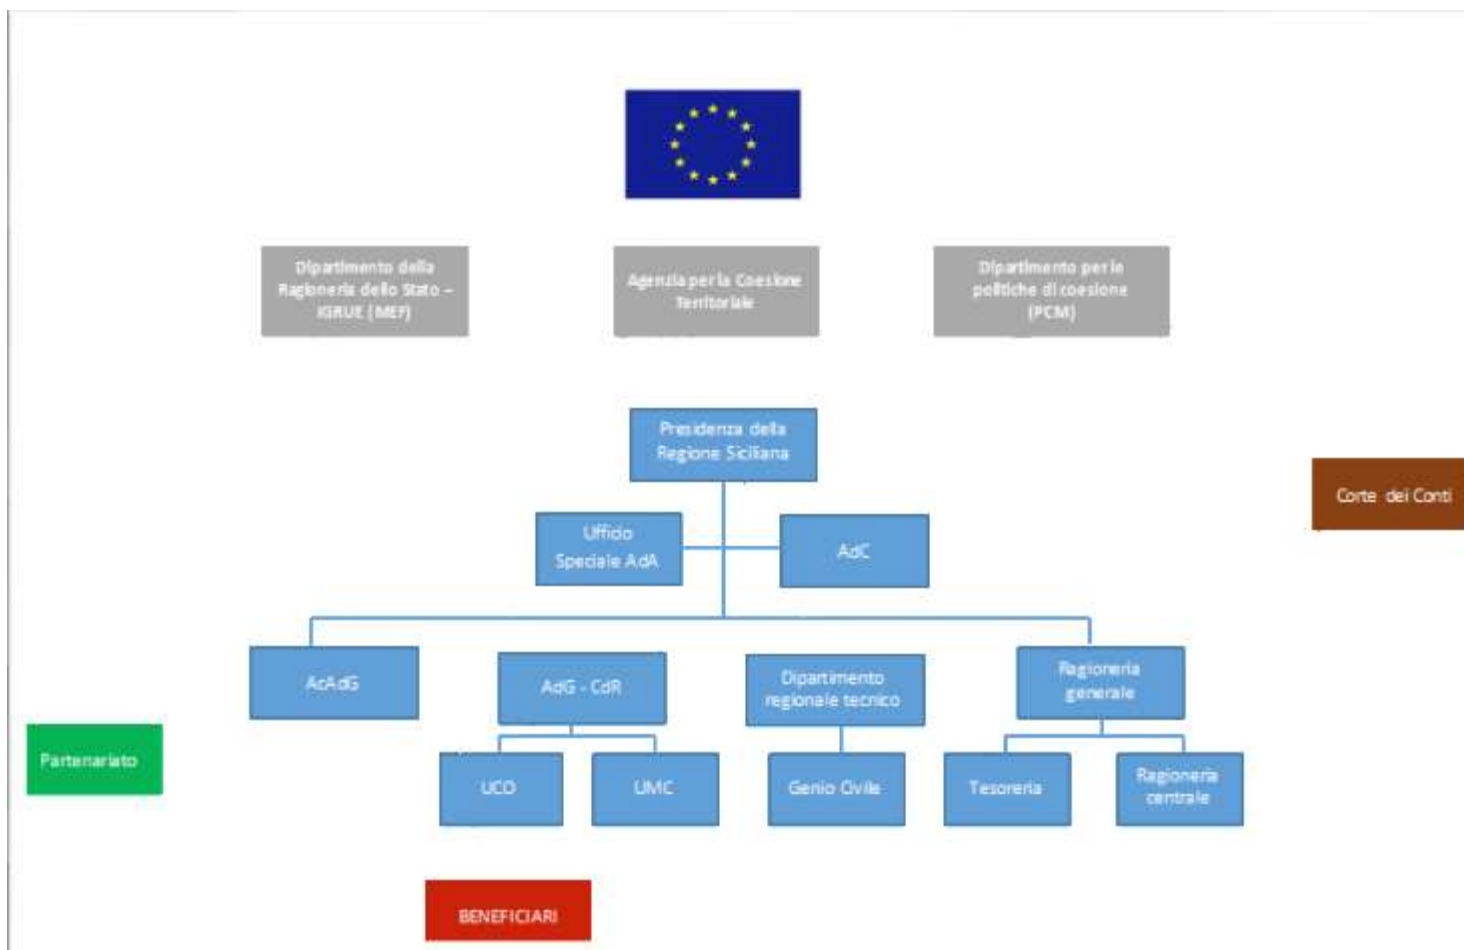 Dipartimento della
Ragioneria dello Stato –
IGRUE (MEF)
Agenzia per la Coesione
Territoriale
Dipartimento per le
politiche di coesione
(PCM)
Presidenza della
Regione Siciliana
Corte dei Conti
Ufficio
Speciale AdA
AdC
AcAdG
AdG - CdR
Dipartimento
regionale tecnico
Ragioneria
generale
Partenariato
UCO
UMC
Genio Civile
Tesoreria
Ragioneria
centrale
BENEFICIARI